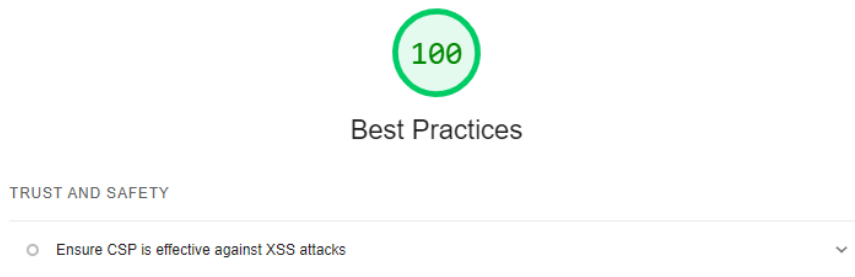 100
Best Practices
TRUST AND SAFETY
Ensure CSP is effective against XSS attacks